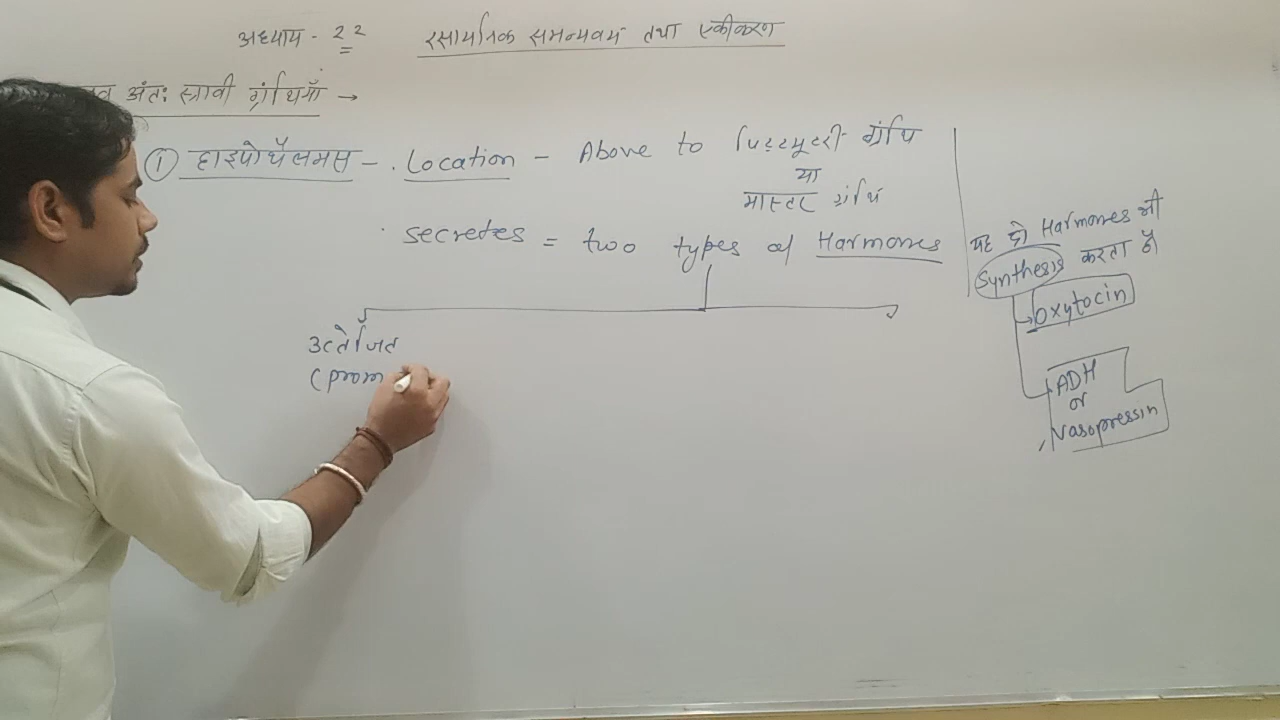 अध्याय - 22 रसायनिक समन्यवय तथा एकीकरण
अंतः स्त्रावी ग्रंथियाँ →
① हाइपोथैलमस - . Location - Above to पिट्यूटरी ग्रंथि
या
मास्टर ग्रंथि
. secretes = two types of Harmones
उत्तेजित
(prom
यह दो Harmones भी
synthesis करता है
Oxytocin
ADH
or
Vasopressin